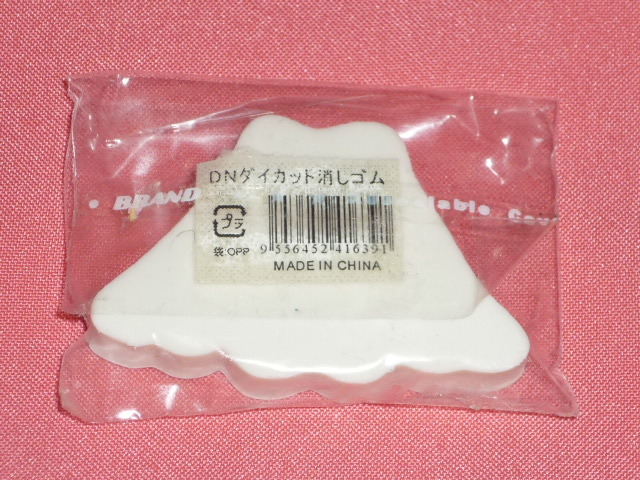 DNダイカット消しゴム
• BRAND
プラ
袋:OPP
9 556452 416391
MADE IN CHINA